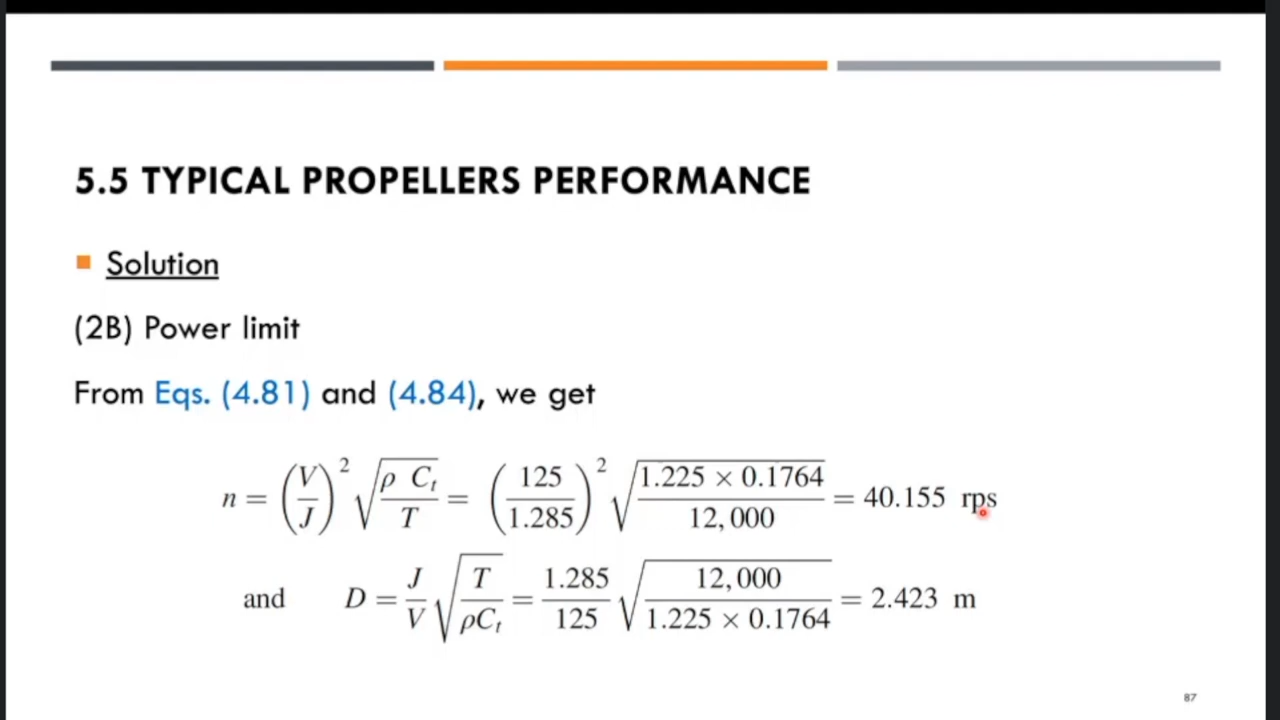 5.5 TYPICAL PROPELLERS PERFORMANCE
Solution
(2B) Power limit
From Eqs. (4.81) and (4.84), we get
n = (V/J)² √(ρ C_t / T) = (125/1.285)² √(1.225 × 0.1764 / 12,000) = 40.155 rps
and D = J/V √(T / ρC_t) = 1.285/125 √(12,000 / 1.225 × 0.1764) = 2.423 m
87